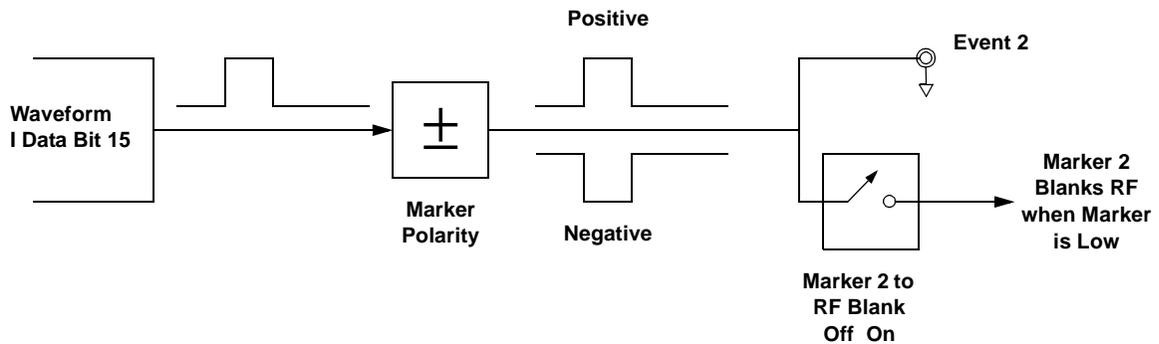 Positive
Event 2
Waveform
I Data Bit 15
±
Marker
Polarity
Negative
Marker 2
Blanks RF
when Marker
is Low
Marker 2 to
RF Blank
Off On